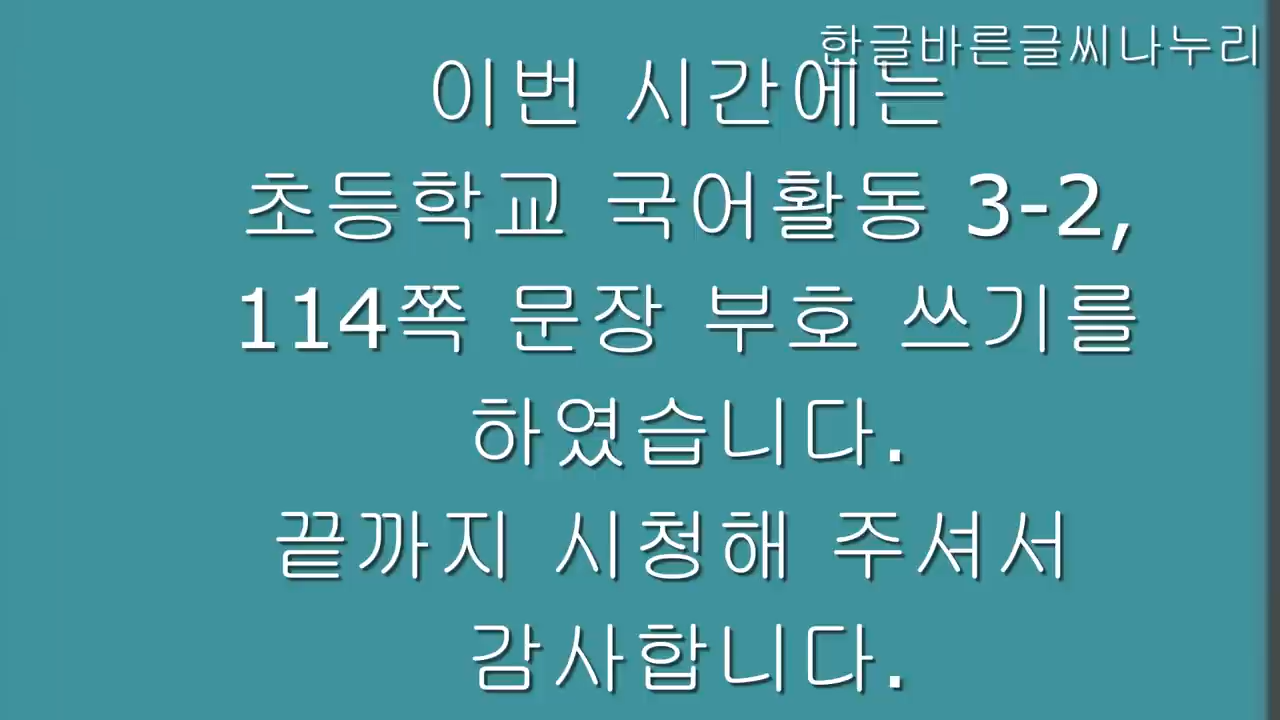 한글바른글씨나누리
이번 시간에는
초등학교 국어활동 3-2,
114쪽 문장 부호 쓰기를
하였습니다.
끝까지 시청해 주셔서
감사합니다.